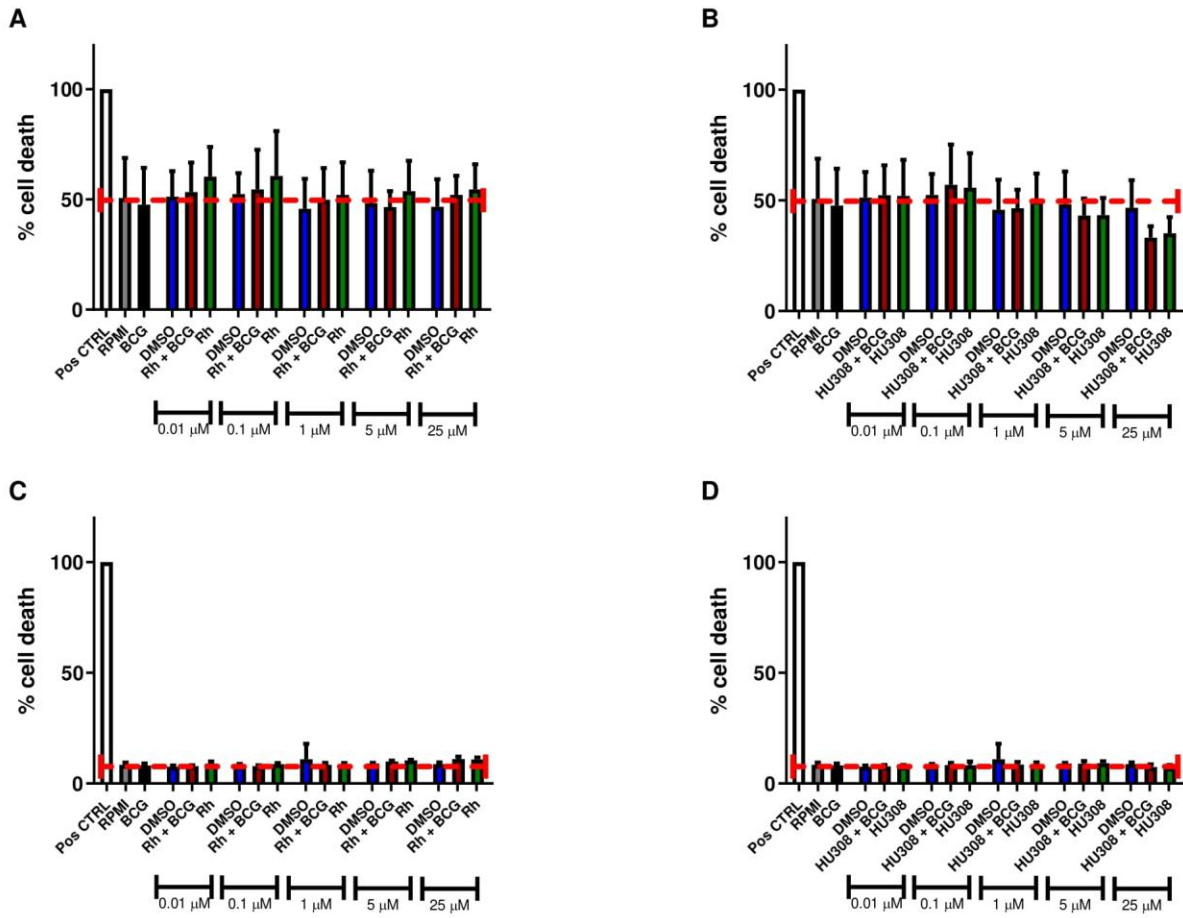 A
% cell death
100
50
0
Pos CTRL
RPMI
BCG
DMSO
Rh + BCG
Rh
DMSO
Rh + BCG
Rh
DMSO
Rh + BCG
Rh
DMSO
Rh + BCG
Rh
DMSO
Rh + BCG
Rh
0.01 μM
0.1 μM
1 μM
5 μM
25 μM
B
% cell death
100
50
0
Pos CTRL
RPMI
BCG
DMSO
HU308 + BCG
HU308
DMSO
HU308 + BCG
HU308
DMSO
HU308 + BCG
HU308
DMSO
HU308 + BCG
HU308
DMSO
HU308 + BCG
HU308
0.01 μM
0.1 μM
1 μM
5 μM
25 μM
C
% cell death
100
50
0
Pos CTRL
RPMI
BCG
DMSO
Rh + BCG
Rh
DMSO
Rh + BCG
Rh
DMSO
Rh + BCG
Rh
DMSO
Rh + BCG
Rh
DMSO
Rh + BCG
Rh
0.01 μM
0.1 μM
1 μM
5 μM
25 μM
D
% cell death
100
50
0
Pos CTRL
RPMI
BCG
DMSO
HU308 + BCG
HU308
DMSO
HU308 + BCG
HU308
DMSO
HU308 + BCG
HU308
DMSO
HU308 + BCG
HU308
DMSO
HU308 + BCG
HU308
0.01 μM
0.1 μM
1 μM
5 μM
25 μM